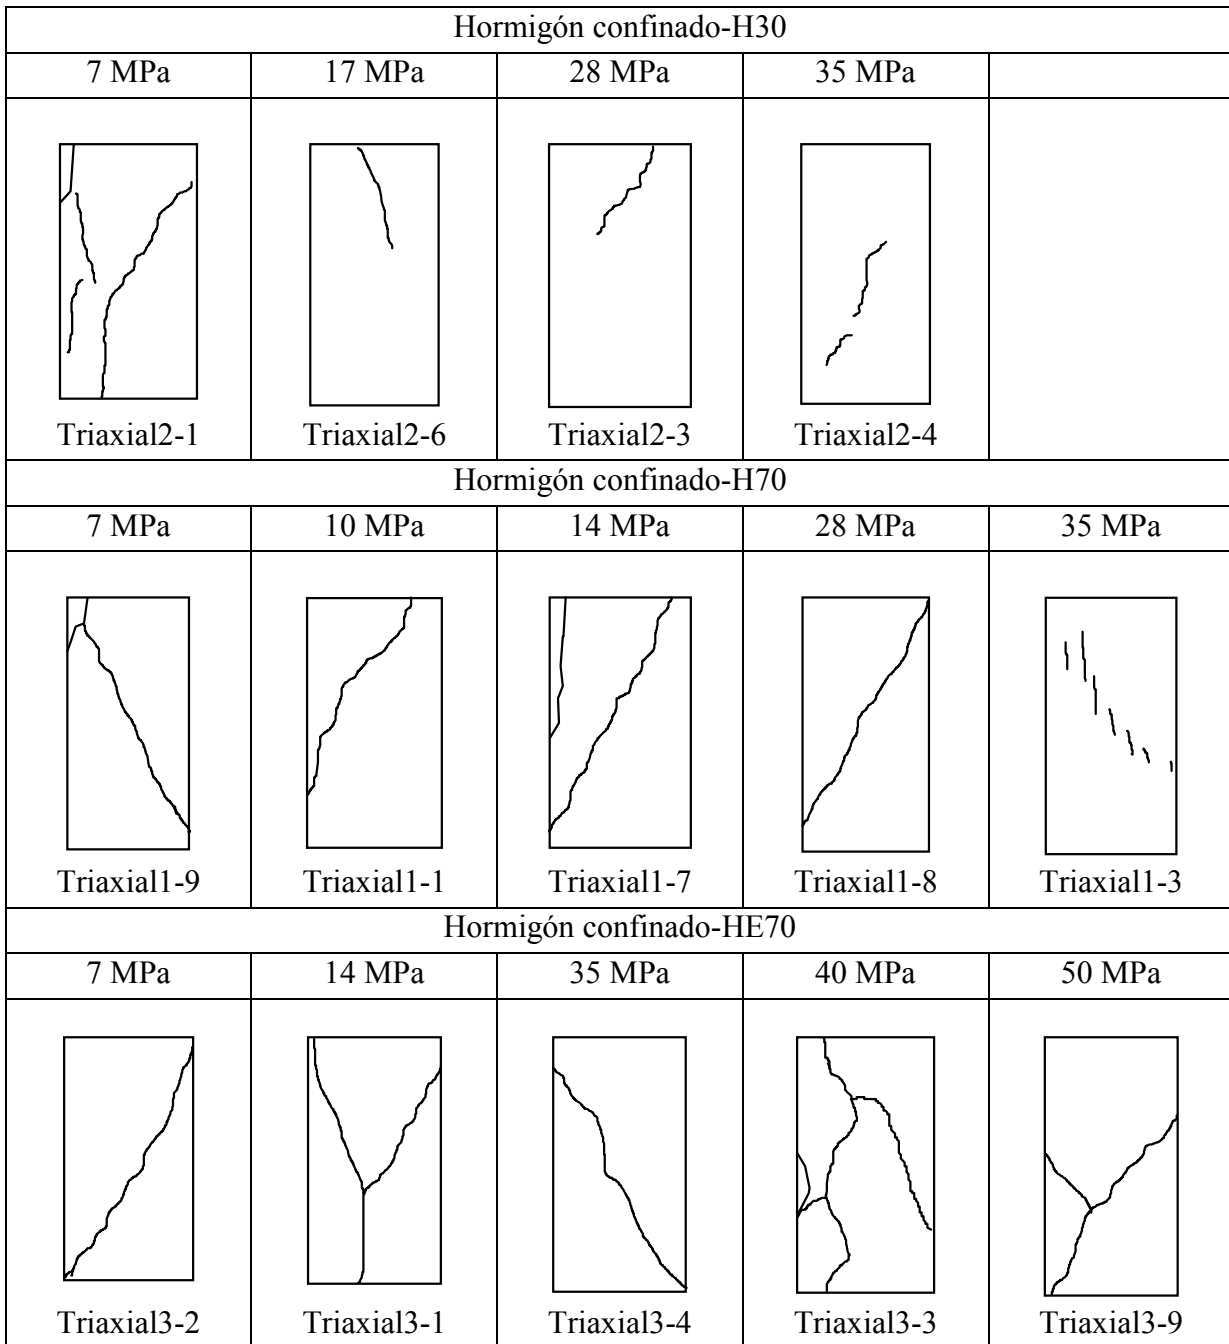 Hormigón confinado-H30
7 MPa 17 MPa 28 MPa 35 MPa
Triaxial2-1 Triaxial2-6 Triaxial2-3 Triaxial2-4
Hormigón confinado-H70
7 MPa 10 MPa 14 MPa 28 MPa 35 MPa
Triaxial1-9 Triaxial1-1 Triaxial1-7 Triaxial1-8 Triaxial1-3
Hormigón confinado-HE70
7 MPa 14 MPa 35 MPa 40 MPa 50 MPa
Triaxial3-2 Triaxial3-1 Triaxial3-4 Triaxial3-3 Triaxial3-9